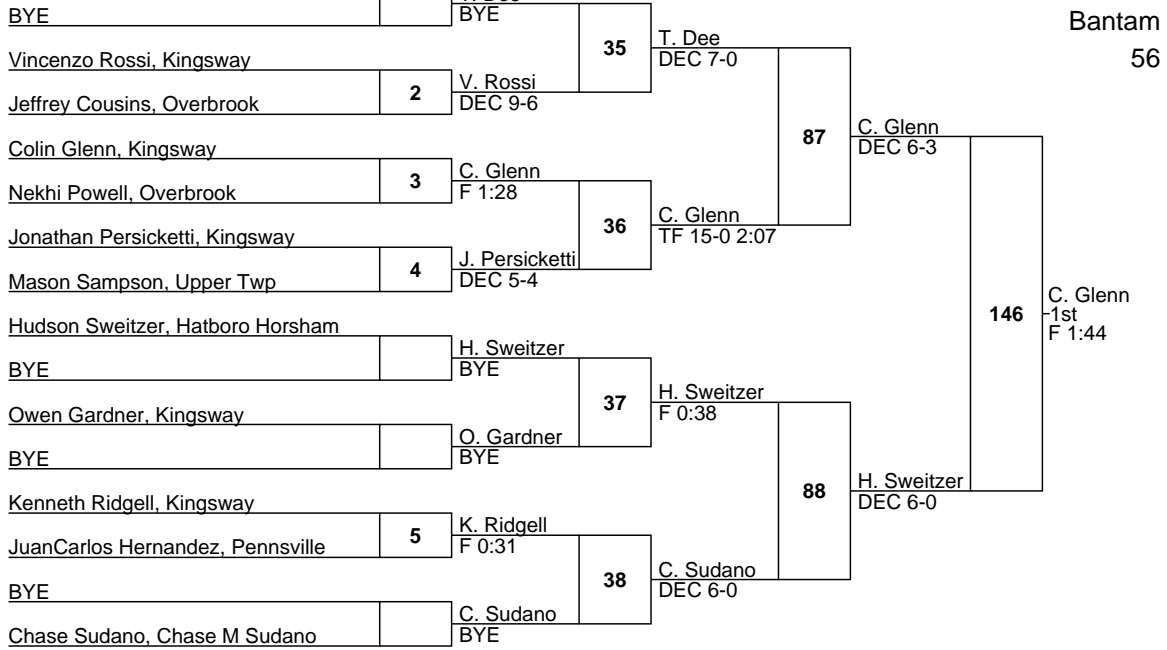 BYE
BYE
Bantam
56
Vincenzo Rossi, Kingsway
Jeffrey Cousins, Overbrook
2
V. Rossi
DEC 9-6
35
T. Dee
DEC 7-0
Colin Glenn, Kingsway
Nekhi Powell, Overbrook
3
C. Glenn
F 1:28
Jonathan Persicketti, Kingsway
Mason Sampson, Upper Twp
4
J. Persicketti
DEC 5-4
36
C. Glenn
TF 15-0 2:07
87
C. Glenn
DEC 6-3
Hudson Sweitzer, Hatboro Horsham
BYE
H. Sweitzer
BYE
Owen Gardner, Kingsway
BYE
O. Gardner
BYE
37
H. Sweitzer
F 0:38
Kenneth Ridgell, Kingsway
JuanCarlos Hernandez, Pennsville
5
K. Ridgell
F 0:31
BYE
Chase Sudano, Chase M Sudano
C. Sudano
BYE
38
C. Sudano
DEC 6-0
88
H. Sweitzer
DEC 6-0
146
C. Glenn
1st
F 1:44